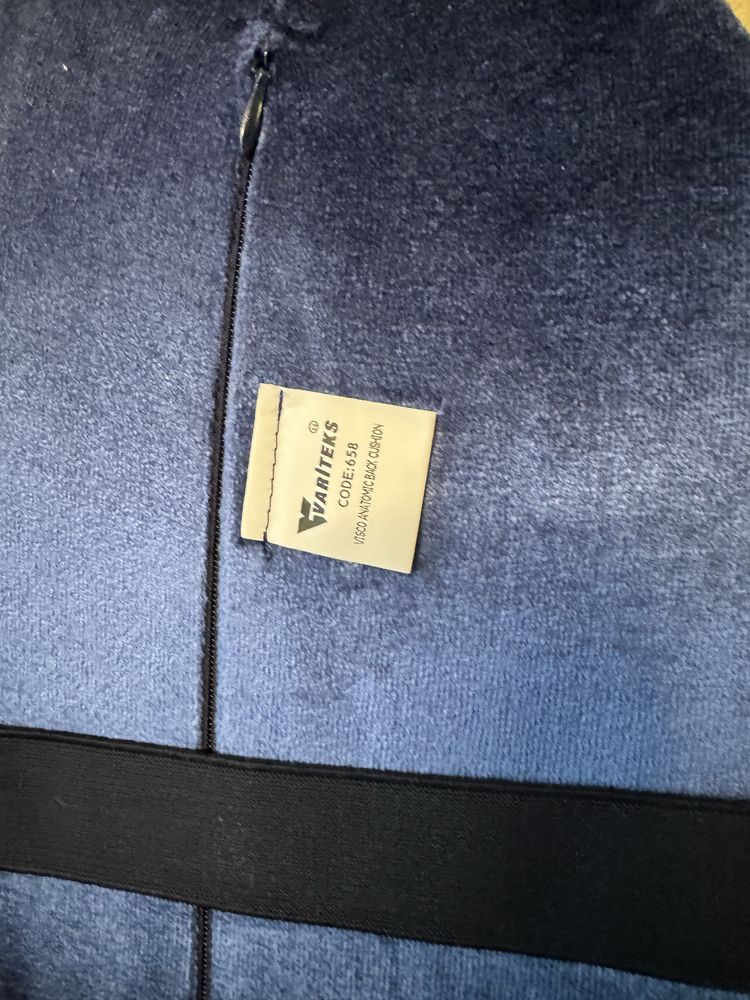 VARITEKS ®
CODE:658
VISCO ANATOMIC BACK CUSHION